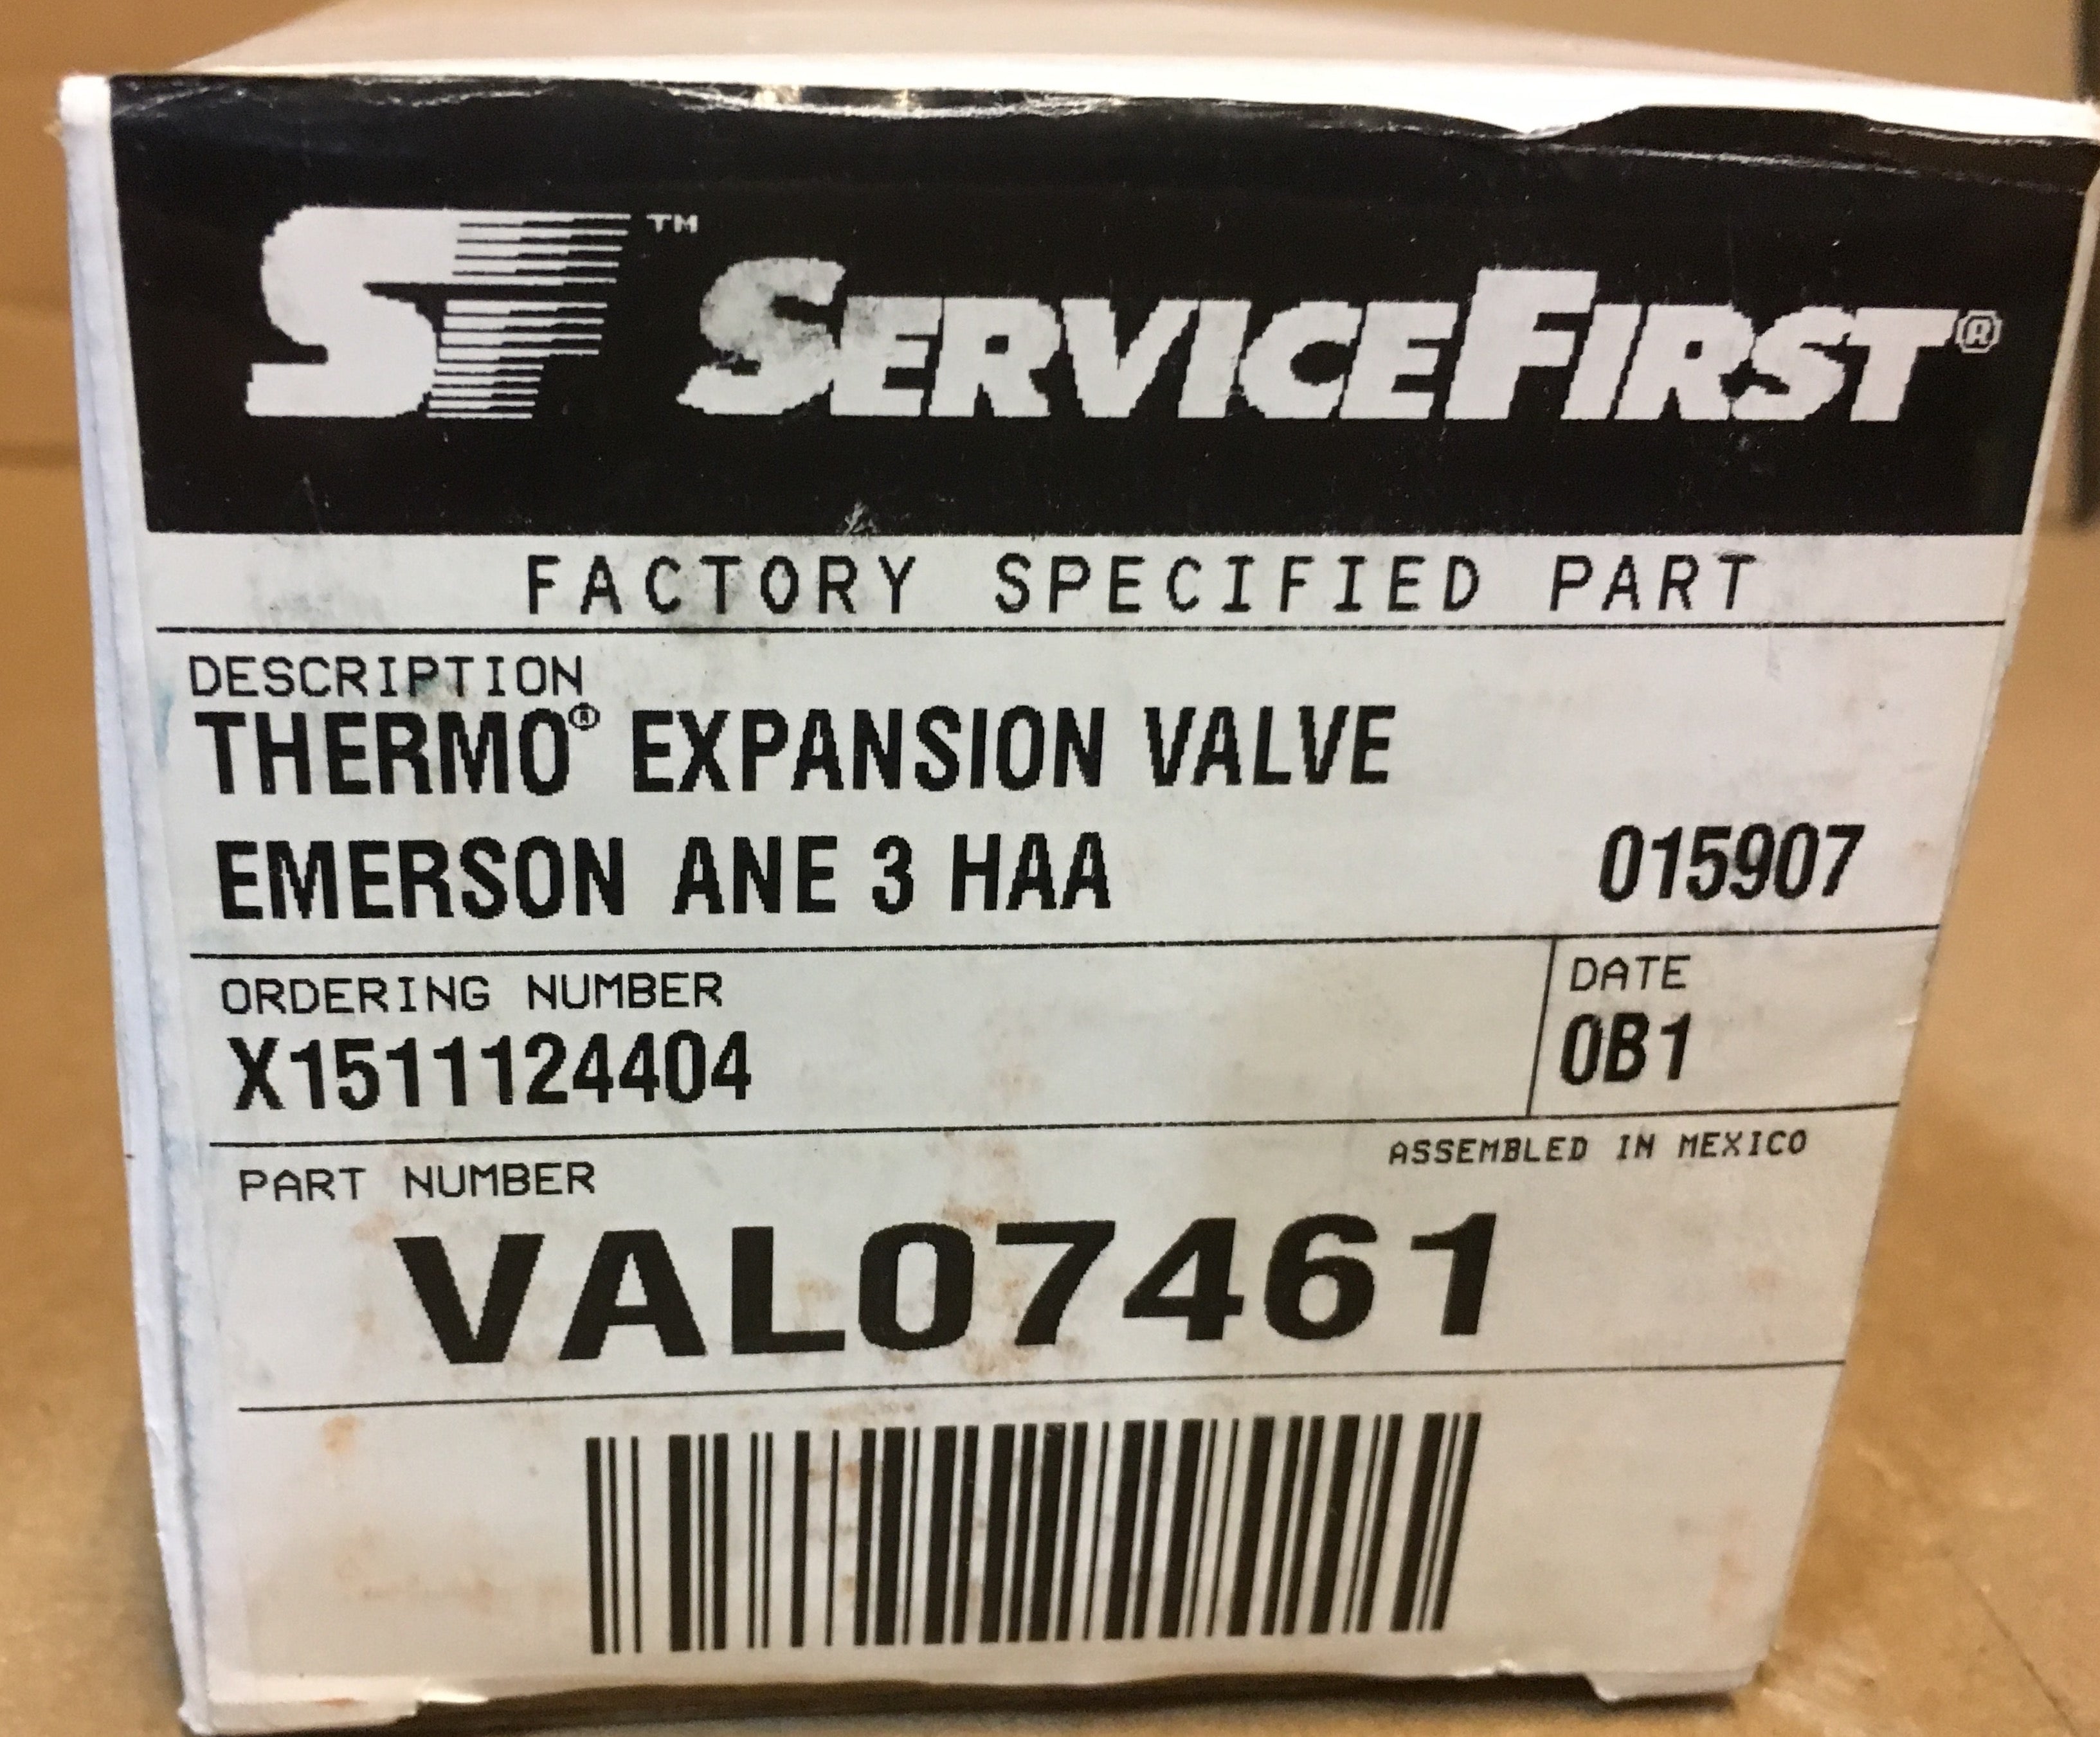 SF™ SERVICEFIRST®
FACTORY SPECIFIED PART
DESCRIPTION
THERMO® EXPANSION VALVE
EMERSON ANE 3 HAA 015907
ORDERING NUMBER
X1511124404
DATE
0B1
ASSEMBLED IN MEXICO
PART NUMBER
VAL07461